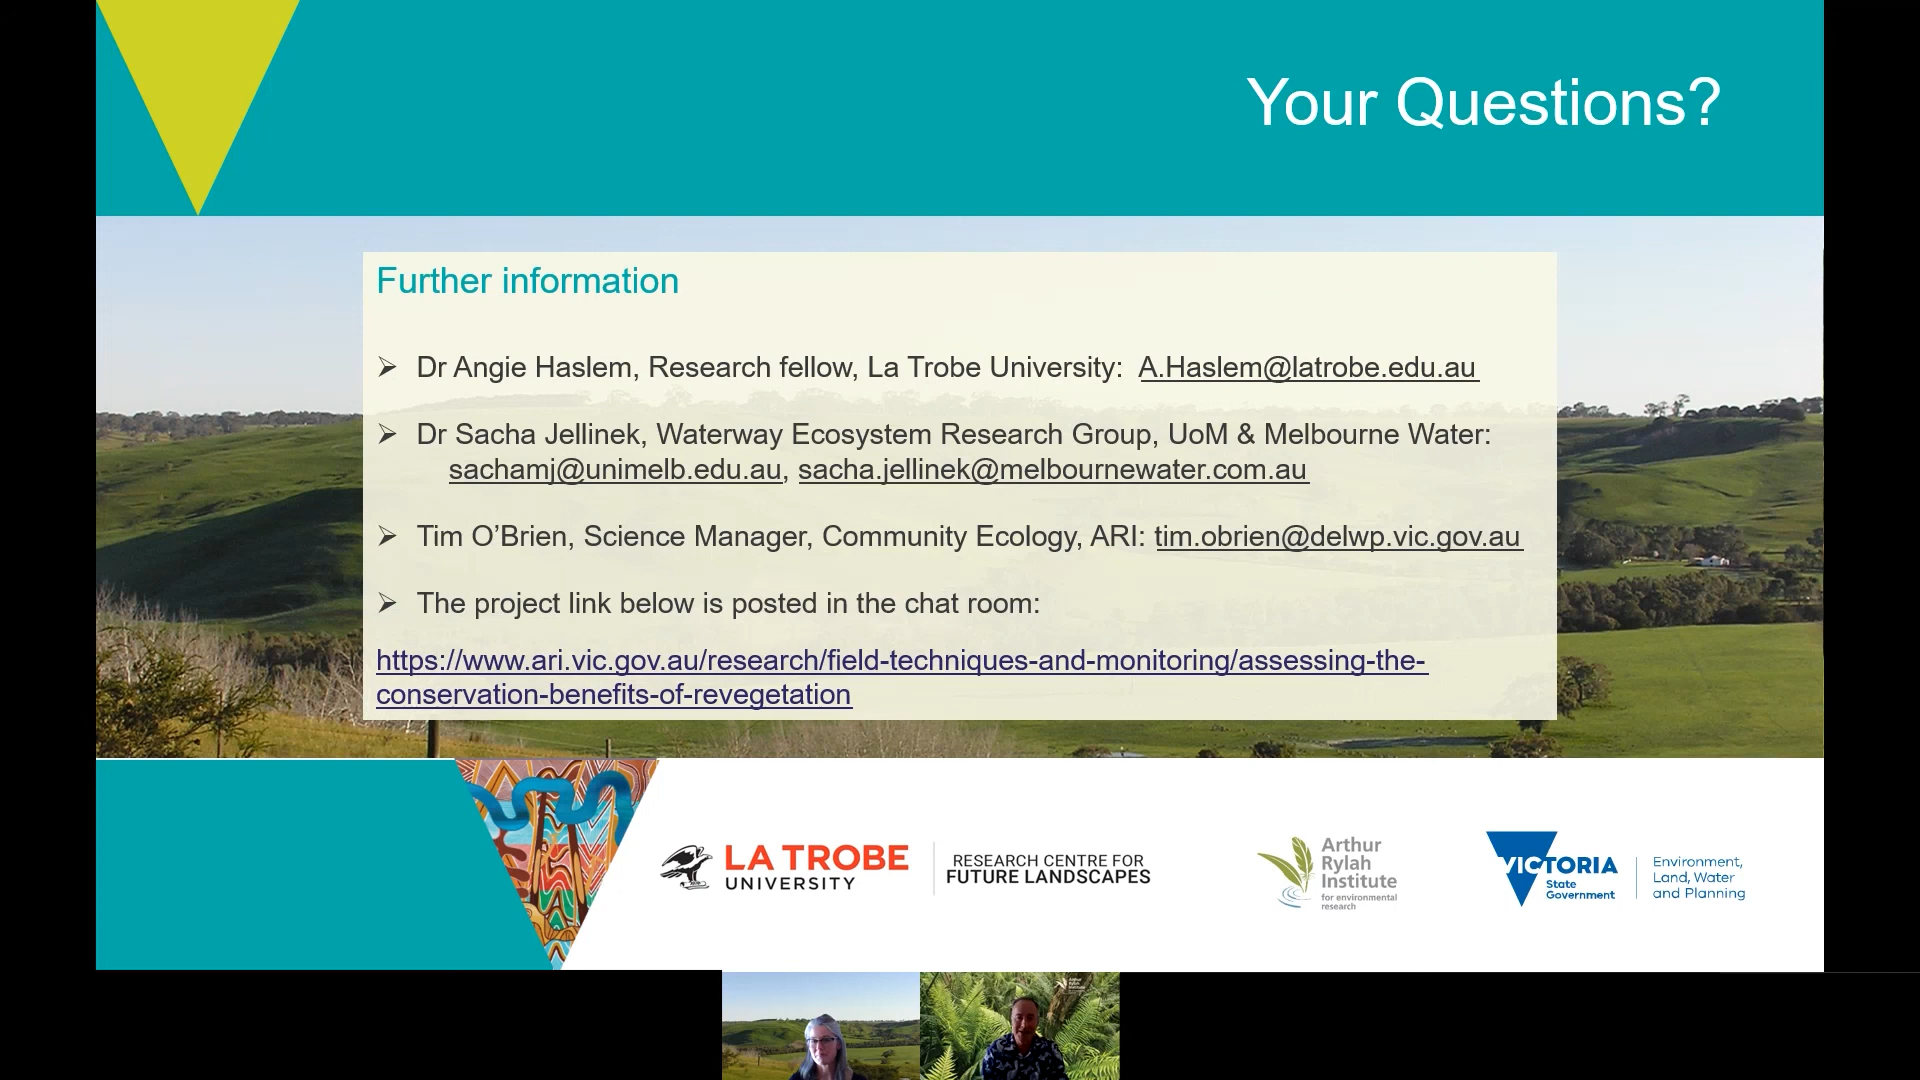 Your Questions?
Further information
Dr Angie Haslem, Research fellow, La Trobe University: A.Haslem@latrobe.edu.au
Dr Sacha Jellinek, Waterway Ecosystem Research Group, UoM & Melbourne Water:
sachamj@unimelb.edu.au, sacha.jellinek@melbournewater.com.au
Tim O’Brien, Science Manager, Community Ecology, ARI: tim.obrien@delwp.vic.gov.au
The project link below is posted in the chat room:
https://www.ari.vic.gov.au/research/field-techniques-and-monitoring/assessing-the-
conservation-benefits-of-revegetation
LA TROBE
UNIVERSITY
RESEARCH CENTRE FOR
FUTURE LANDSCAPES
Arthur
Rylah
Institute
for environmental
research
VICTORIA
State
Government
Environment,
Land, Water
and Planning
Arthur
Rylah
Institute